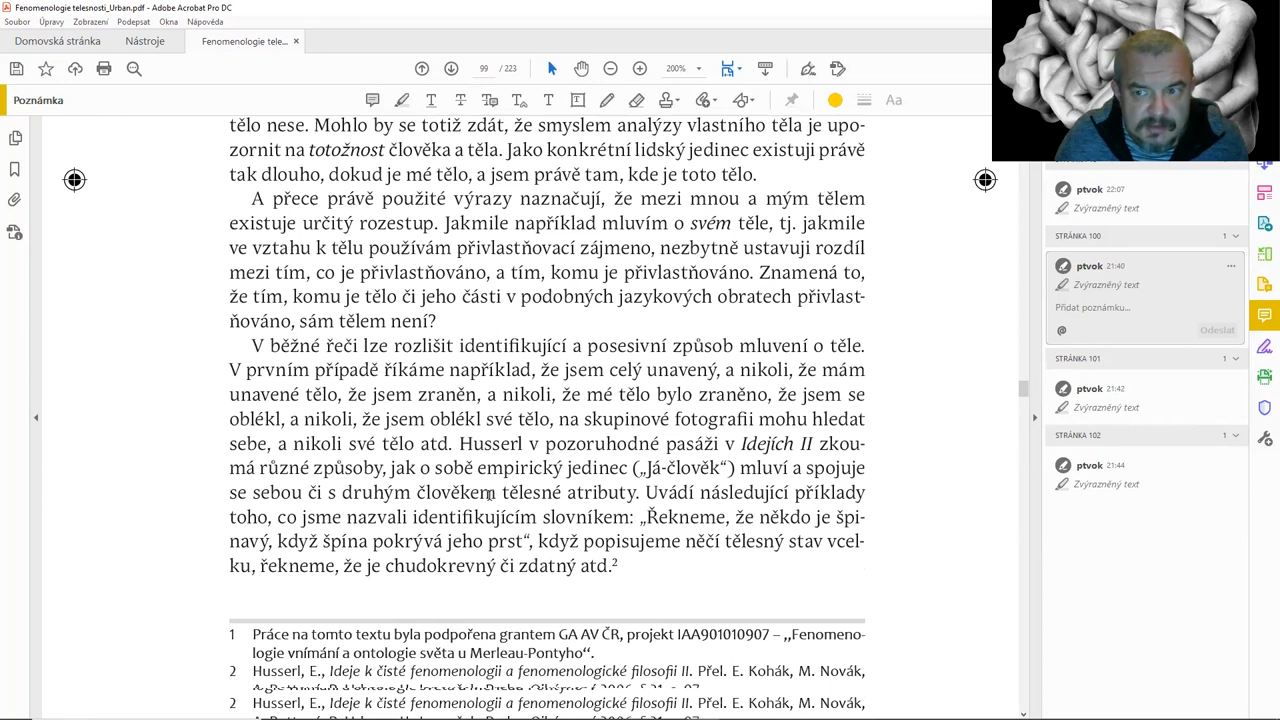 Fenomenologie telesnosti_Urban.pdf - Adobe Acrobat Pro DC
Soubor Úpravy Zobrazení Podepsat Okna Nápověda
Domovská stránka Nástroje Fenomenologie tele... ×
99 / 223 200%
Poznámka
tělo nese. Mohlo by se totiž zdát, že smyslem analýzy vlastního těla je upo-
zornit na totožnost člověka a těla. Jako konkrétní lidský jedinec existuji právě
tak dlouho, dokud je mé tělo, a jsem právě tam, kde je toto tělo.
A přece právě použité výrazy naznačují, že mezi mnou a mým tělem
existuje určitý rozestup. Jakmile například mluvím o svém těle, tj. jakmile
ve vztahu k tělu používám přivlastňovací zájmeno, nezbytně ustavuji rozdíl
mezi tím, co je přivlastňováno, a tím, komu je přivlastňováno. Znamená to,
že tím, komu je tělo či jeho části v podobných jazykových obratech přivlast-
ňováno, sám tělem není?
V běžné řeči lze rozlišit identifikující a posesivní způsob mluvení o těle.
V prvním případě říkáme například, že jsem celý unavený, a nikoli, že mám
unavené tělo, že jsem zraněn, a nikoli, že mé tělo bylo zraněno, že jsem se
oblékl, a nikoli, že jsem oblékl své tělo, na skupinové fotografii mohu hledat
sebe, a nikoli své tělo atd. Husserl v pozoruhodné pasáži v Idejích II zkou-
má různé způsoby, jak o sobě empirický jedinec („Já-člověk“) mluví a spojuje
se sebou či s druhým člověkem tělesné atributy. Uvádí následující příklady
toho, co jsme nazvali identifikujícím slovníkem: „Řekneme, že někdo je špi-
navý, když špína pokrývá jeho prst“, když popisujeme něčí tělesný stav vcel-
ku, řekneme, že je chudokrevný či zdatný atd.²
1 Práce na tomto textu byla podpořena grantem GA AV ČR, projekt IAA901010907 – „Fenomeno-
logie vnímání a ontologie světa u Merleau-Pontyho“.
2 Husserl, E., Ideje k čisté fenomenologii a fenomenologické filosofii II. Přel. E. Kohák, M. Novák,
2 Husserl, E., Ideje k čisté fenomenologii a fenomenologické filosofii II. Přel. E. Kohák, M. Novák,
ptvok 22:07
Zvýrazněný text
STRÁNKA 100 1
ptvok 21:40
Zvýrazněný text
Přidat poznámku...
Odeslat
STRÁNKA 101 1
ptvok 21:42
Zvýrazněný text
STRÁNKA 102 1
ptvok 21:44
Zvýrazněný text